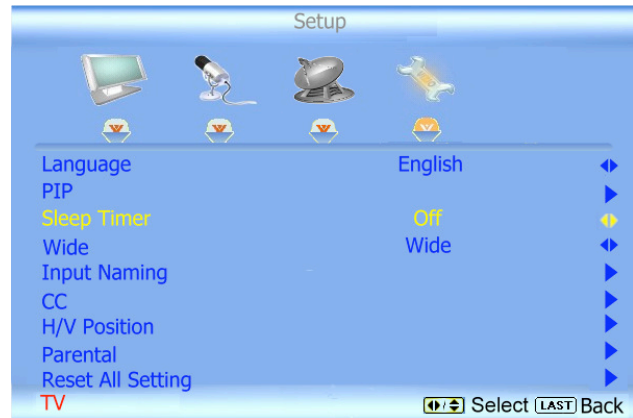 Setup
Language English
PIP
Sleep Timer Off
Wide Wide
Input Naming
CC
H/V Position
Parental
Reset All Setting
TV Select LAST Back